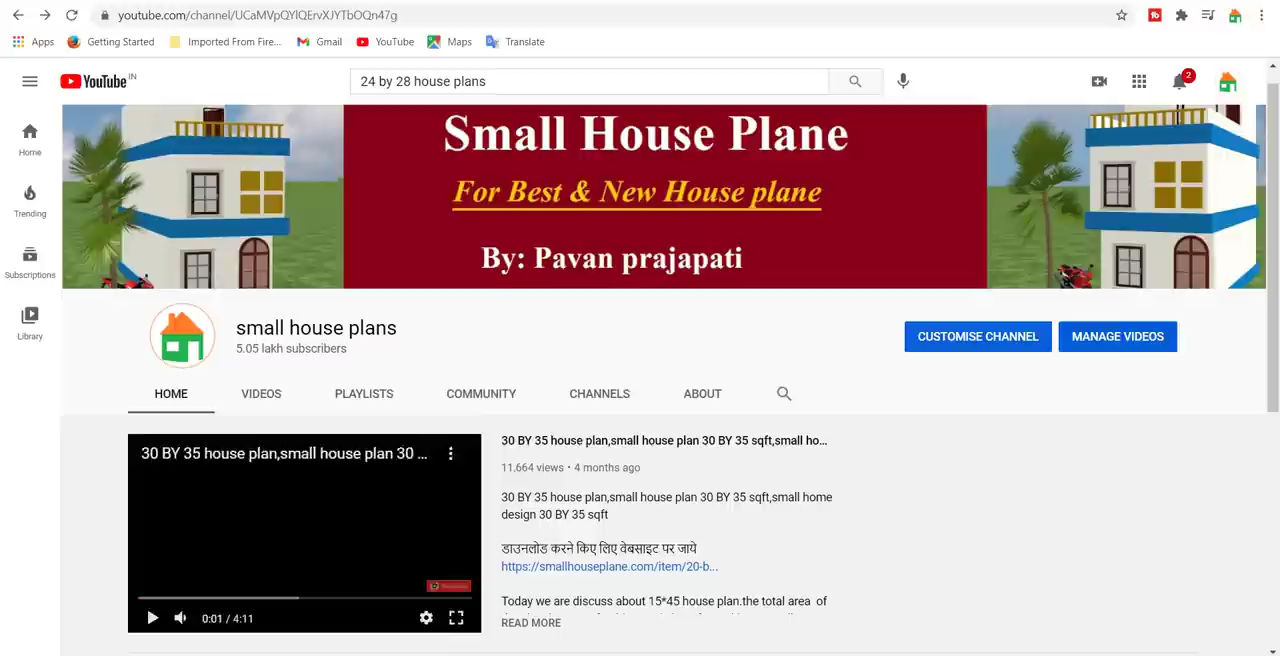 youtube.com/channel/UCaMVpQYlQErvXJYTbOQn47g
Apps Getting Started Imported From Fire... Gmail YouTube Maps Translate
YouTube IN
24 by 28 house plans
2
Home
Trending
Subscriptions
Library
Small House Plane
For Best & New House plane
By: Pavan prajapati
small house plans
5.05 lakh subscribers
CUSTOMISE CHANNEL
MANAGE VIDEOS
HOME VIDEOS PLAYLISTS COMMUNITY CHANNELS ABOUT
30 BY 35 house plan,small house plan 30 ...
0:01 / 4:11
30 BY 35 house plan,small house plan 30 BY 35 sqft,small ho...
11,664 views • 4 months ago
30 BY 35 house plan,small house plan 30 BY 35 sqft,small home
design 30 BY 35 sqft
डाउनलोड करने किए लिए वेबसाइट पर जाये
https://smallhouseplane.com/item/20-b...
Today we are discuss about 15*45 house plan.the total area of
READ MORE